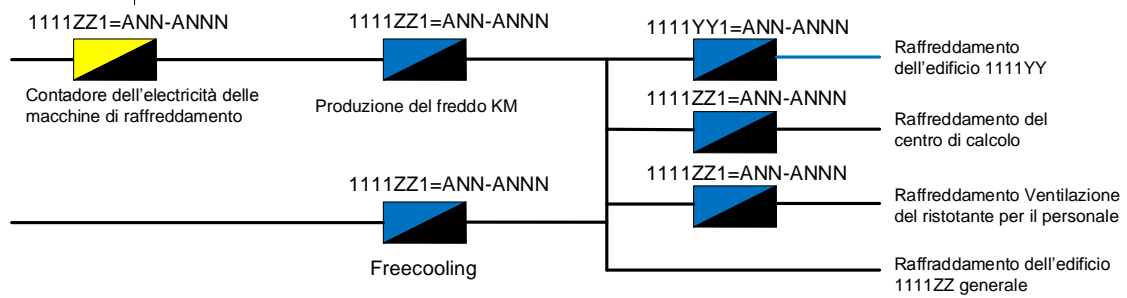 1111ZZ1=ANN-ANNN
Contadore dell'electricità delle
macchine di raffreddamento
1111ZZ1=ANN-ANNN
Produzione del freddo KM
1111YY1=ANN-ANNN
Raffreddamento
dell'edificio 1111YY
1111ZZ1=ANN-ANNN
Raffreddamento del
centro di calcolo
1111ZZ1=ANN-ANNN
Freecooling
1111ZZ1=ANN-ANNN
Raffreddamento Ventilazione
del ristotante per il personale
Raffraddamento dell'edificio
1111ZZ generale